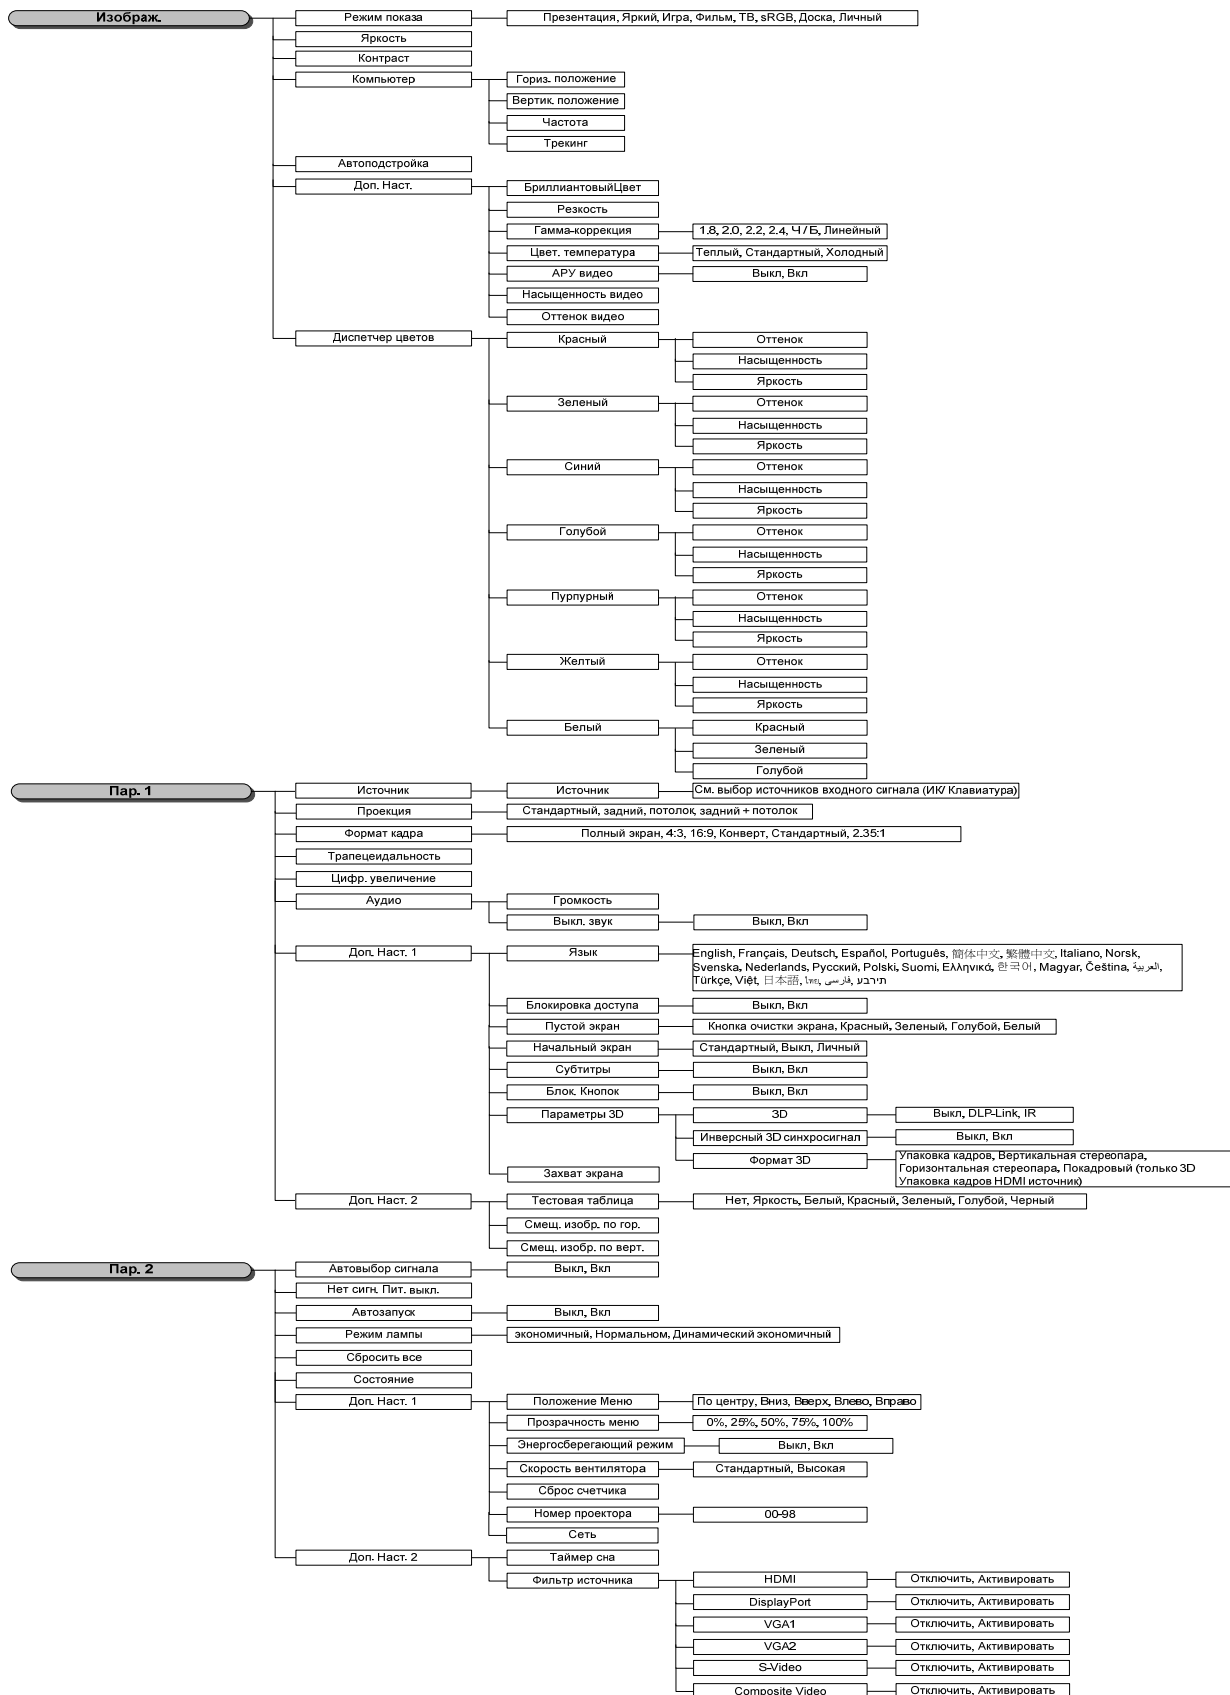 Изображ.
Режим показа
Презентация, Яркий, Игра, Фильм, ТВ, sRGB, Доска, Личный
Яркость
Контраст
Компьютер
Гориз. положение
Вертик. положение
Частота
Трекинг
Автоподстройка
Доп. Наст.
БриллиантовыйЦвет
Резкость
Гамма-коррекция
1.8, 2.0, 2.2, 2.4, Ч / Б, Линейный
Цвет. температура
Теплый, Стандартный, Холодный
АРУ видео
Выкл, Вкл
Насыщенность видео
Оттенок видео
Диспетчер цветов
Красный
Оттенок
Насыщенность
Яркость
Зеленый
Оттенок
Насыщенность
Яркость
Синий
Оттенок
Насыщенность
Яркость
Голубой
Оттенок
Насыщенность
Яркость
Пурпурный
Оттенок
Насыщенность
Яркость
Желтый
Оттенок
Насыщенность
Яркость
Белый
Красный
Зеленый
Голубой
Пар. 1
Источник
Источник
См. выбор источников входного сигнала (ИК/ Клавиатура)
Проекция
Стандартный, задний, потолок, задний + потолок
Формат кадра
Полный экран, 4:3, 16:9, Конверт, Стандартный, 2.35:1
Трапецеидальность
Цифр. увеличение
Аудио
Громкость
Выкл. звук
Выкл, Вкл
Доп. Наст. 1
Язык
English, Français, Deutsch, Español, Português, 簡体中文, 繁體中文, Italiano, Norsk,
Svenska, Nederlands, Русский, Polski, Suomi, Ελληνικά, 한국어, Magyar, Čeština, العربية,
Türkçe, Việt, 日本語, ไทย, فارسی, תירבע
Блокировка доступа
Выкл, Вкл
Пустой экран
Кнопка очистки экрана, Красный, Зеленый, Голубой, Белый
Начальный экран
Стандартный, Выкл, Личный
Субтитры
Выкл, Вкл
Блок. Кнопок
Выкл, Вкл
Параметры 3D
3D
Выкл, DLP-Link, IR
Инверсный 3D синхросигнал
Выкл, Вкл
Формат 3D
Упаковка кадров, Вертикальная стереопара,
Горизонтальная стереопара, Покадровый (только 3D
Упаковка кадров HDMI источник)
Захват экрана
Доп. Наст. 2
Тестовая таблица
Нет, Яркость, Белый, Красный, Зеленый, Голубой, Черный
Смещ. изобр. по гор.
Смещ. изобр. по верт.
Пар. 2
Автовыбор сигнала
Выкл, Вкл
Нет сигн. Пит. выкл.
Автозапуск
Выкл, Вкл
Режим лампы
экономичный, Нормальном, Динамический экономичный
Сбросить все
Состояние
Доп. Наст. 1
Положение Меню
По центру, Вниз, Вверх, Влево, Вправо
Прозрачность меню
0%, 25%, 50%, 75%, 100%
Энергосберегающий режим
Выкл, Вкл
Скорость вентилятора
Стандартный, Высокая
Сброс счетчика
Номер проектора
00-98
Сеть
Доп. Наст. 2
Таймер сна
Фильтр источника
HDMI
Отключить, Активировать
DisplayPort
Отключить, Активировать
VGA1
Отключить, Активировать
VGA2
Отключить, Активировать
S-Video
Отключить, Активировать
Composite Video
Отключить, Активировать